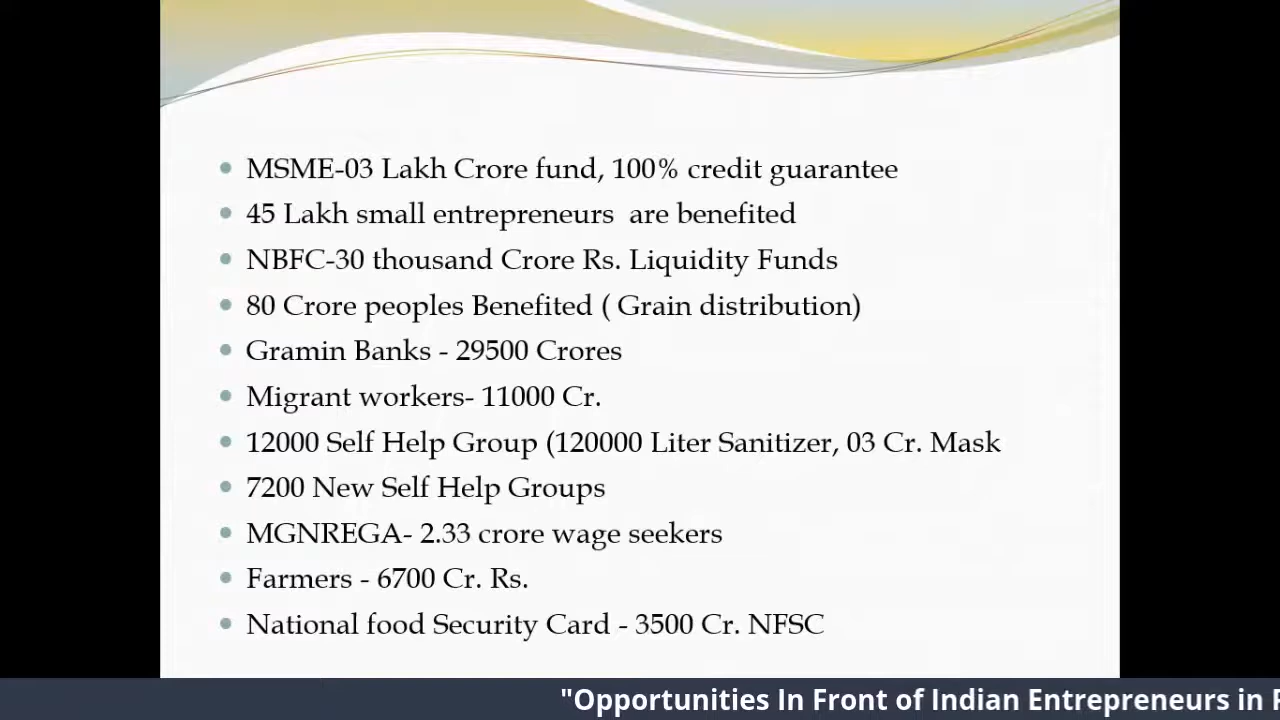 MSME-03 Lakh Crore fund, 100% credit guarantee
45 Lakh small entrepreneurs are benefited
NBFC-30 thousand Crore Rs. Liquidity Funds
80 Crore peoples Benefited ( Grain distribution)
Gramin Banks - 29500 Crores
Migrant workers- 11000 Cr.
12000 Self Help Group (120000 Liter Sanitizer, 03 Cr. Mask
7200 New Self Help Groups
MGNREGA- 2.33 crore wage seekers
Farmers - 6700 Cr. Rs.
National food Security Card - 3500 Cr. NFSC
"Opportunities In Front of Indian Entrepreneurs in